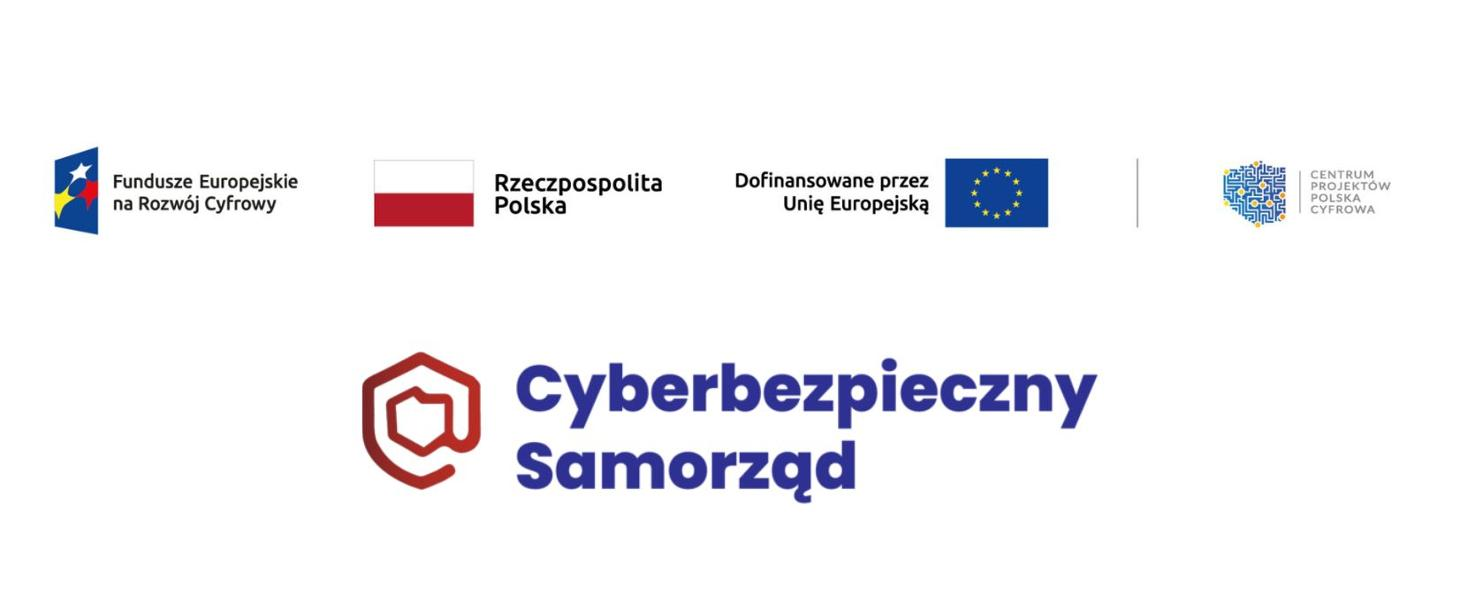 Fundusze Europejskie
na Rozwój Cyfrowy
Rzeczpospolita
Polska
Dofinansowane przez
Unię Europejską
CENTRUM
PROJEKTÓW
POLSKA
CYFROWA
Cyberbezpieczny
Samorząd